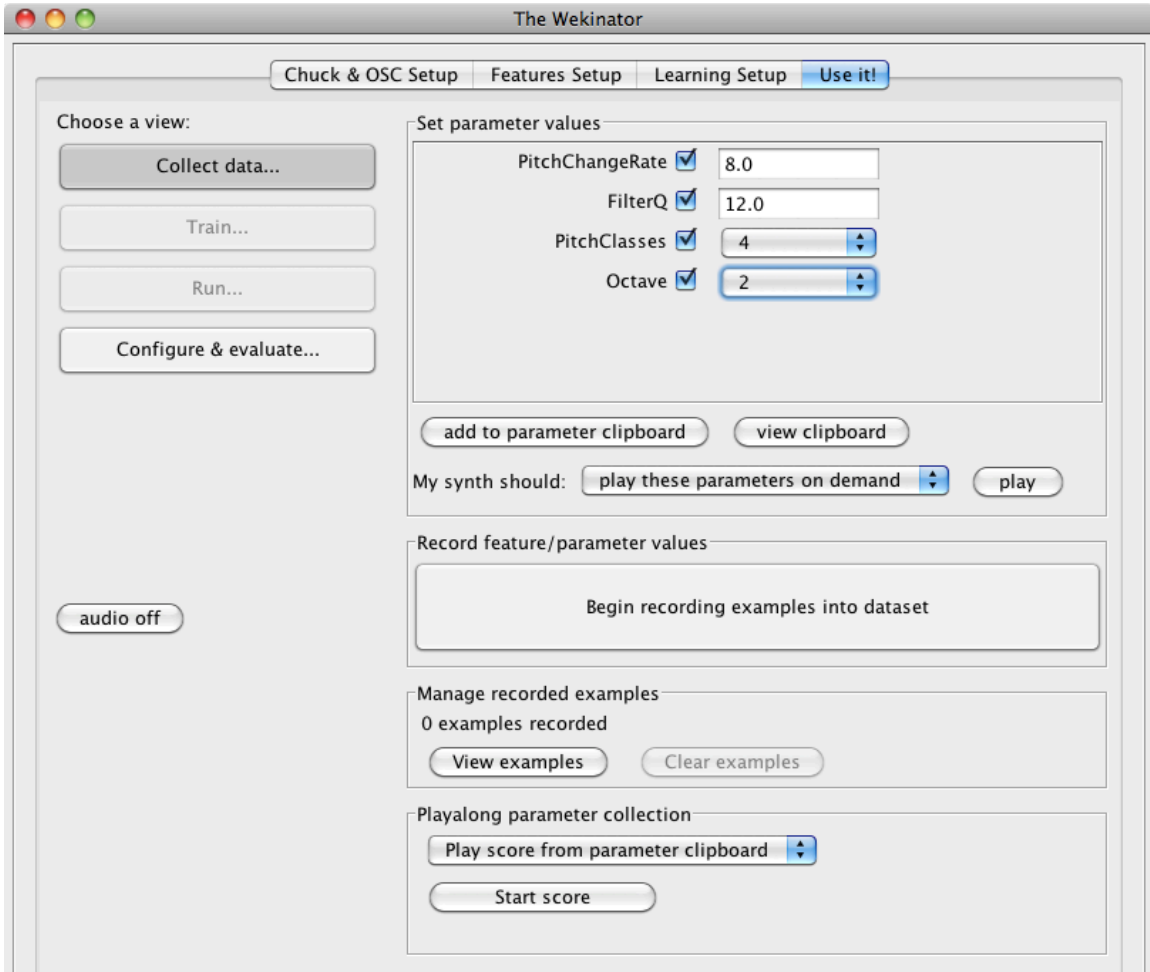 The Wekinator
Chuck & OSC Setup Features Setup Learning Setup Use it!
Choose a view:
Collect data...
Train...
Run...
Configure & evaluate...
audio off
Set parameter values
PitchChangeRate 8.0
FilterQ 12.0
PitchClasses 4
Octave 2
add to parameter clipboard view clipboard
My synth should: play these parameters on demand play
Record feature/parameter values
Begin recording examples into dataset
Manage recorded examples
0 examples recorded
View examples Clear examples
Playalong parameter collection
Play score from parameter clipboard
Start score